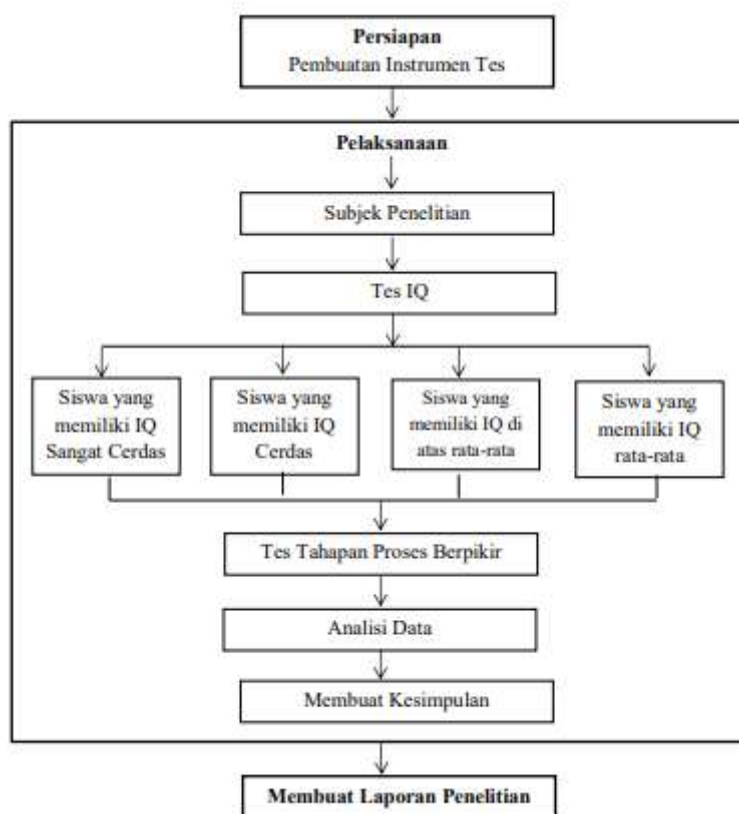 Persiapan
Pembuatan Instrumen Tes
Pelaksanaan
Subjek Penelitian
Tes IQ
Siswa yang
memiliki IQ
Sangat Cerdas
Siswa yang
memiliki IQ
Cerdas
Siswa yang
memiliki IQ di
atas rata-rata
Siswa yang
memiliki IQ
rata-rata
Tes Tahapan Proses Berpikir
Analisi Data
Membuat Kesimpulan
Membuat Laporan Penelitian